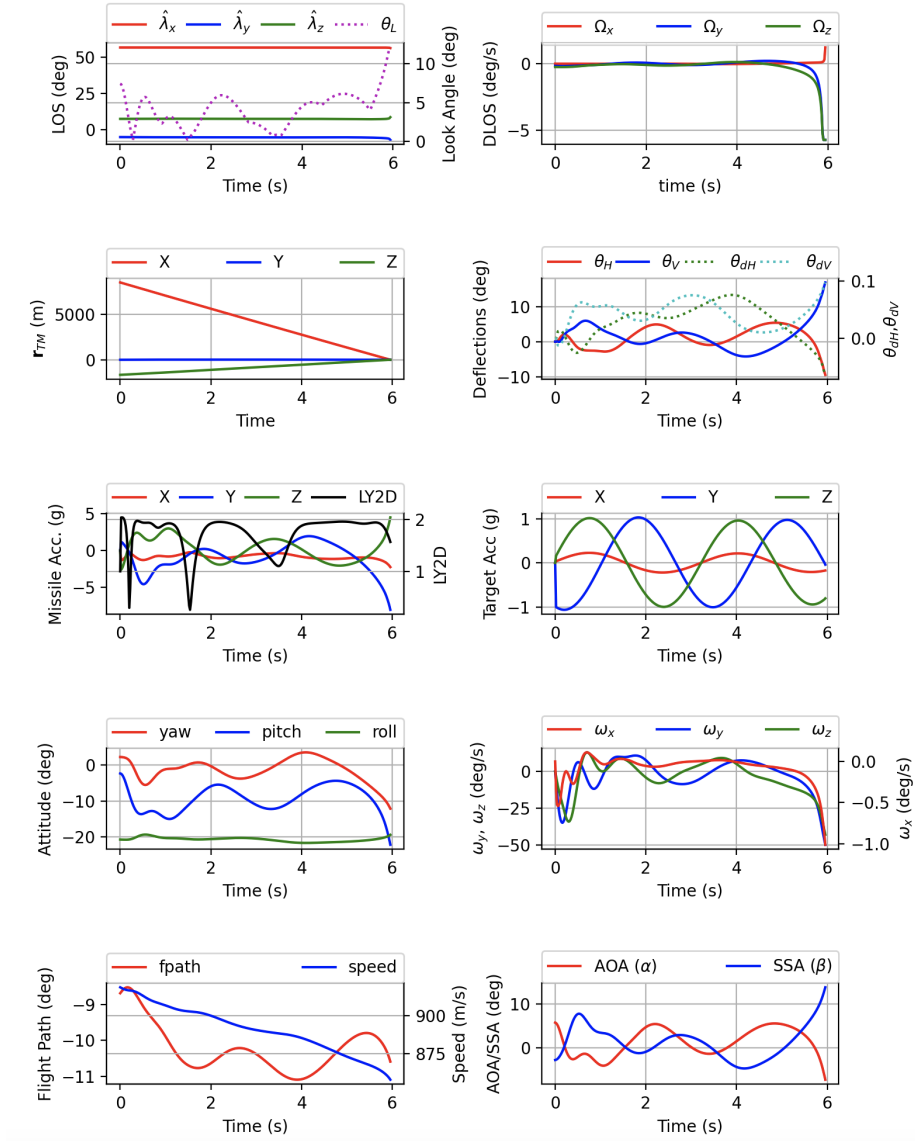 λ̂x λ̂y λ̂z θL
LOS (deg)
50
25
0
10
5
0
Look Angle (deg)
0 2 4 6
Time (s)
Ωx Ωy Ωz
DLOS (deg/s)
0
−5
0 2 4 6
time (s)
X Y Z
rTM (m)
5000
0
0 2 4 6
Time
θH θV θdH θdV
Deflections (deg)
10
0
−10
0.1
0.0
θdH,θdV
0 2 4 6
Time (s)
X Y Z LY2D
Missile Acc. (g)
5
0
−5
2
1
LY2D
0 2 4 6
Time (s)
X Y Z
Target Acc (g)
1
0
−1
0 2 4 6
Time (s)
yaw pitch roll
Attitude (deg)
0
−10
−20
0 2 4 6
Time (s)
ωx ωy ωz
ωy, ωz (deg/s)
0
−25
−50
0.0
−0.5
−1.0
ωx (deg/s)
0 2 4 6
Time (s)
fpath speed
Flight Path (deg)
−9
−10
−11
900
875
Speed (m/s)
0 2 4 6
Time (s)
AOA (α) SSA (β)
AOA/SSA (deg)
10
0
0 2 4 6
Time (s)